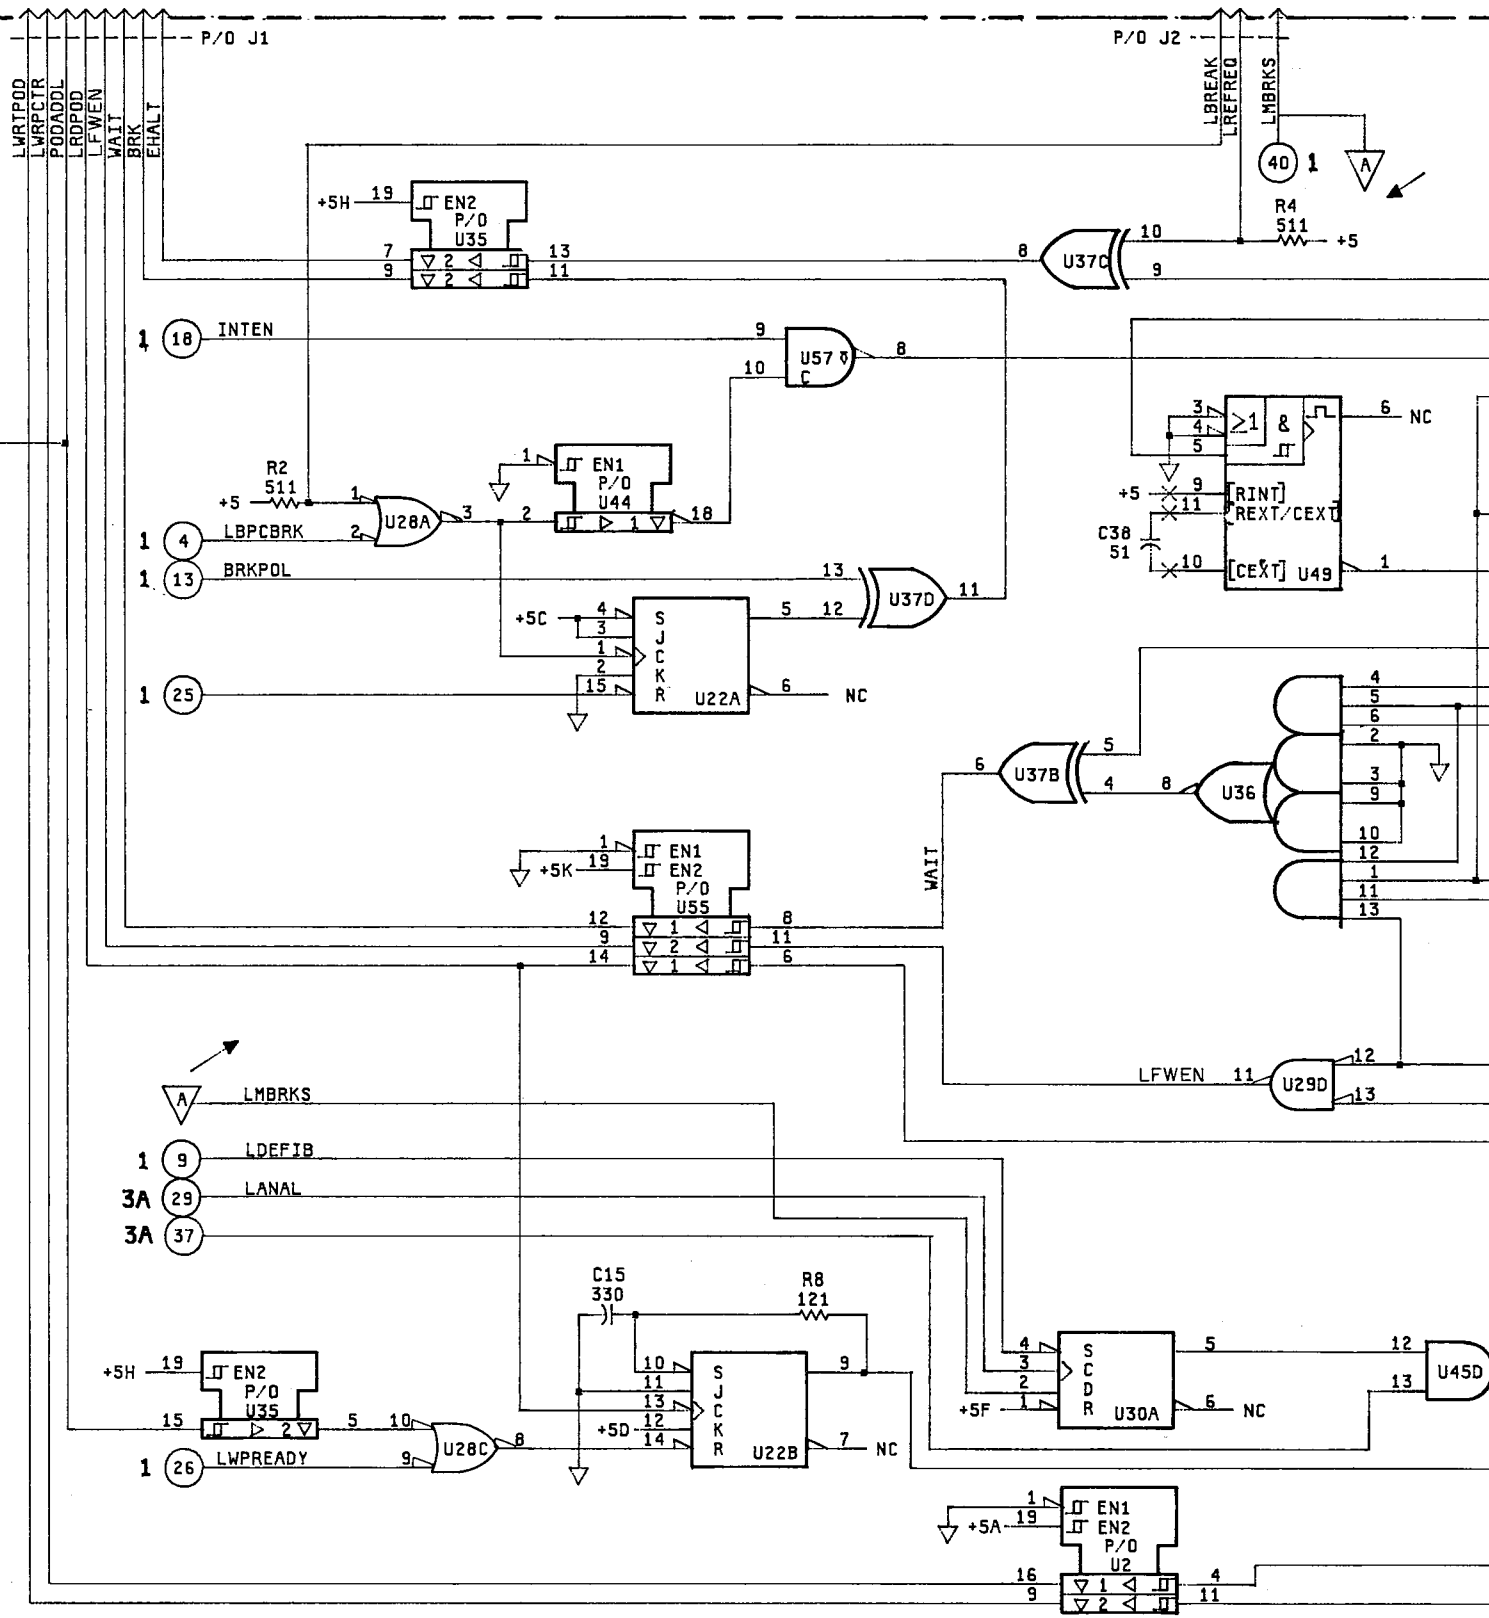 P/O J1
P/O J2
LWRTPOD
LWRPCTR
PODADDL
LRDPOD
LFWEN
WAIT
BRK
EHALT
LBREAK
LREFREQ
LMBRKS
40 1
A
+5H 19 EN2
P/O
U35
7 2 13
9 2 11
R4
511
+5
8 U37C 10
9
1 18 INTEN 9
10 U57 C 8
3
4
5
≥1 &
6 NC
+5 9 [RINT]
11 REXT/CEXT]
C38
51
10 [CEXT] U49 1
1 EN1
P/O
U44
2 1 18
R2
511
+5 1
2 U28A 3
1 4 LBPCBRK
1 13 BRKPOL 13
12 U37D 11
+5C 4 S 5
3 J
1 C
2 K
15 R U22A 6 NC
1 25
4
5
6
2
3
9
10
12
1
11
13
6 U37B 5
4 8 U36
WAIT
1 EN1
+5K 19 EN2
P/O
U55
12 1 8
9 2 11
14 1 6
LFWEN 11 U29D 12
13
A LMBRKS
1 9 LDEFIB
3A 29 LANAL
3A 37
C15
330
R8
121
10 S 9
11 J
13 C
+5D 12 K
14 R U22B 7 NC
4 S 5
3 C
2 D
+5F 1 R U30A 6 NC
12
13 U45D
+5H 19 EN2
P/O
U35
15 2 5 10
9 U28C 8
1 26 LWPREADY
1 EN1
+5A 19 EN2
P/O
U2
16 1 4
9 2 11